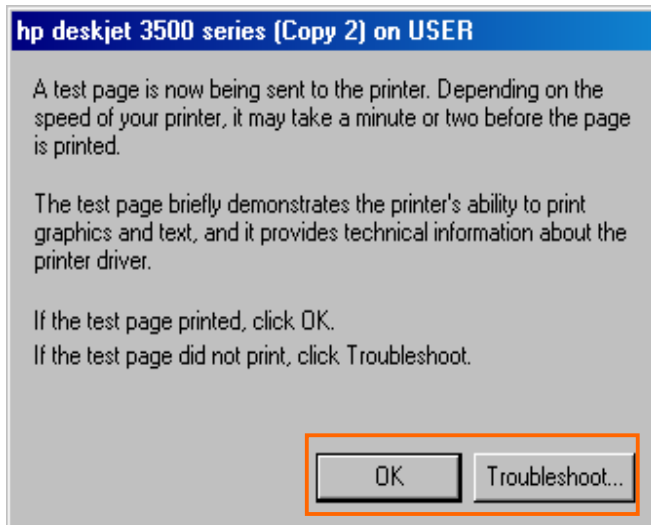 hp deskjet 3500 series (Copy 2) on USER
A test page is now being sent to the printer. Depending on the
speed of your printer, it may take a minute or two before the page
is printed.
The test page briefly demonstrates the printer's ability to print
graphics and text, and it provides technical information about the
printer driver.
If the test page printed, click OK.
If the test page did not print, click Troubleshoot.
OK Troubleshoot...